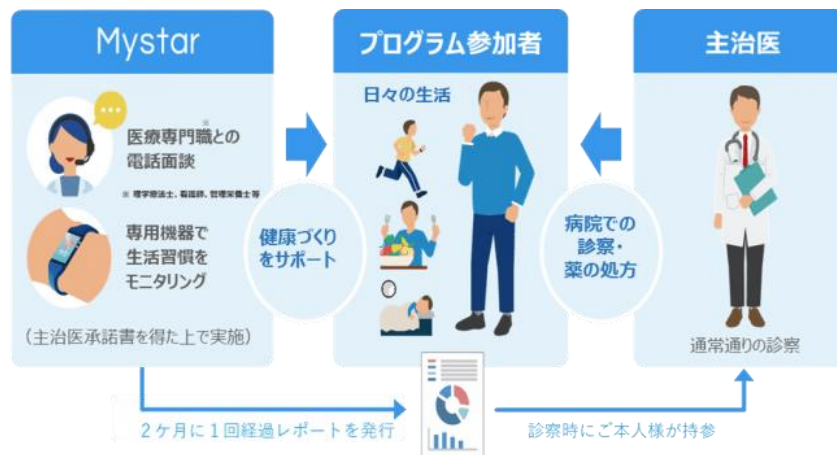 Mystar
医療専門職※との
電話面談
※ 理学療法士、看護師、管理栄養士等
専用機器で
生活習慣を
モニタリング
(主治医承諾書を得た上で実施)
健康づくり
をサポート
プログラム参加者
日々の生活
病院での
診察・
薬の処方
主治医
通常通りの診察
2ケ月に1回経過レポートを発行
診察時にご本人様が持参